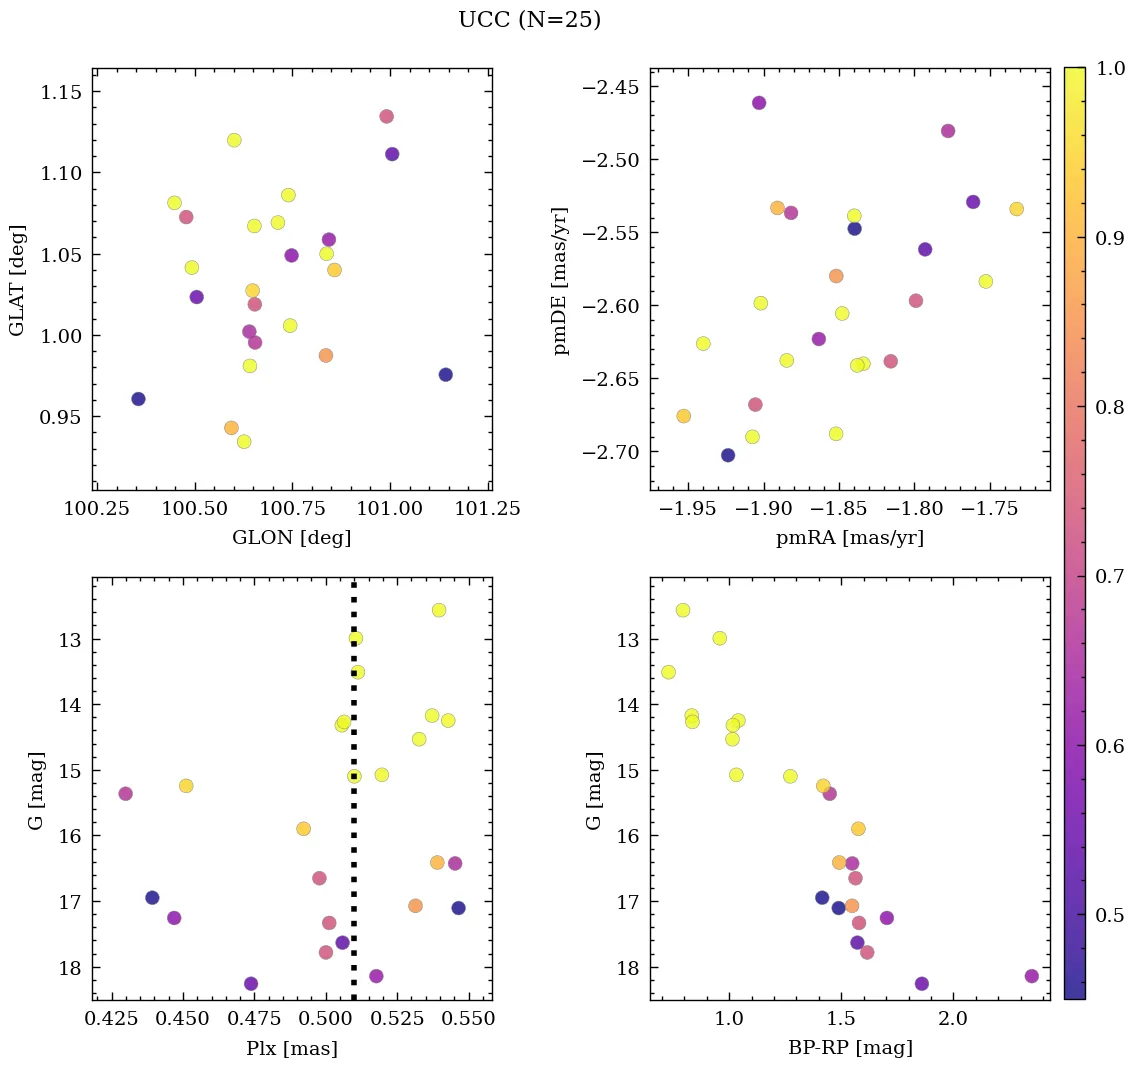 UCC (N=25)
1.15
1.10
1.05
1.00
0.95
GLAT [deg]
100.25 100.50 100.75 101.00 101.25
GLON [deg]
−2.45
−2.50
−2.55
−2.60
−2.65
−2.70
pmDE [mas/yr]
−1.95 −1.90 −1.85 −1.80 −1.75
pmRA [mas/yr]
13
14
15
16
17
18
G [mag]
0.425 0.450 0.475 0.500 0.525 0.550
Plx [mas]
13
14
15
16
17
18
G [mag]
1.0 1.5 2.0
BP-RP [mag]
1.0
0.9
0.8
0.7
0.6
0.5